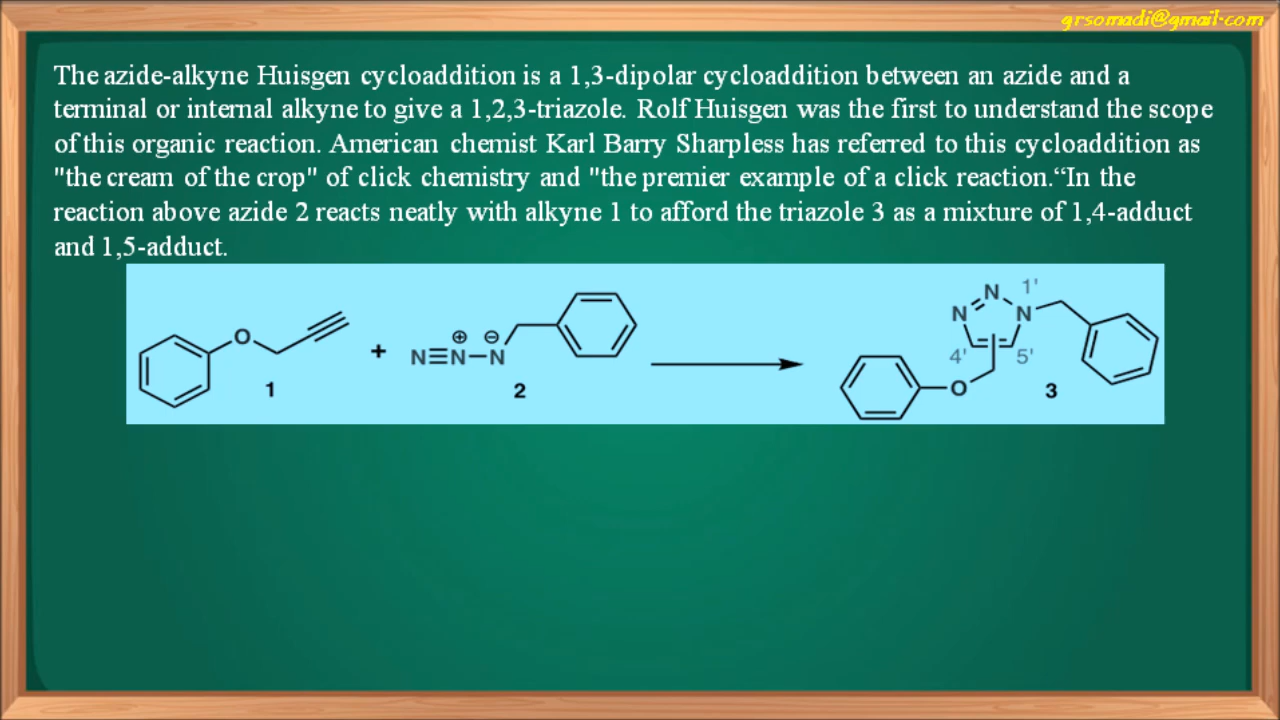 grsomadi@gmail.com
The azide-alkyne Huisgen cycloaddition is a 1,3-dipolar cycloaddition between an azide and a
terminal or internal alkyne to give a 1,2,3-triazole. Rolf Huisgen was the first to understand the scope
of this organic reaction. American chemist Karl Barry Sharpless has referred to this cycloaddition as
"the cream of the crop" of click chemistry and "the premier example of a click reaction.“In the
reaction above azide 2 reacts neatly with alkyne 1 to afford the triazole 3 as a mixture of 1,4-adduct
and 1,5-adduct.
O
1
+
N≡N–N
⊕ ⊖
2
N N N 1'
4' 5'
O
3